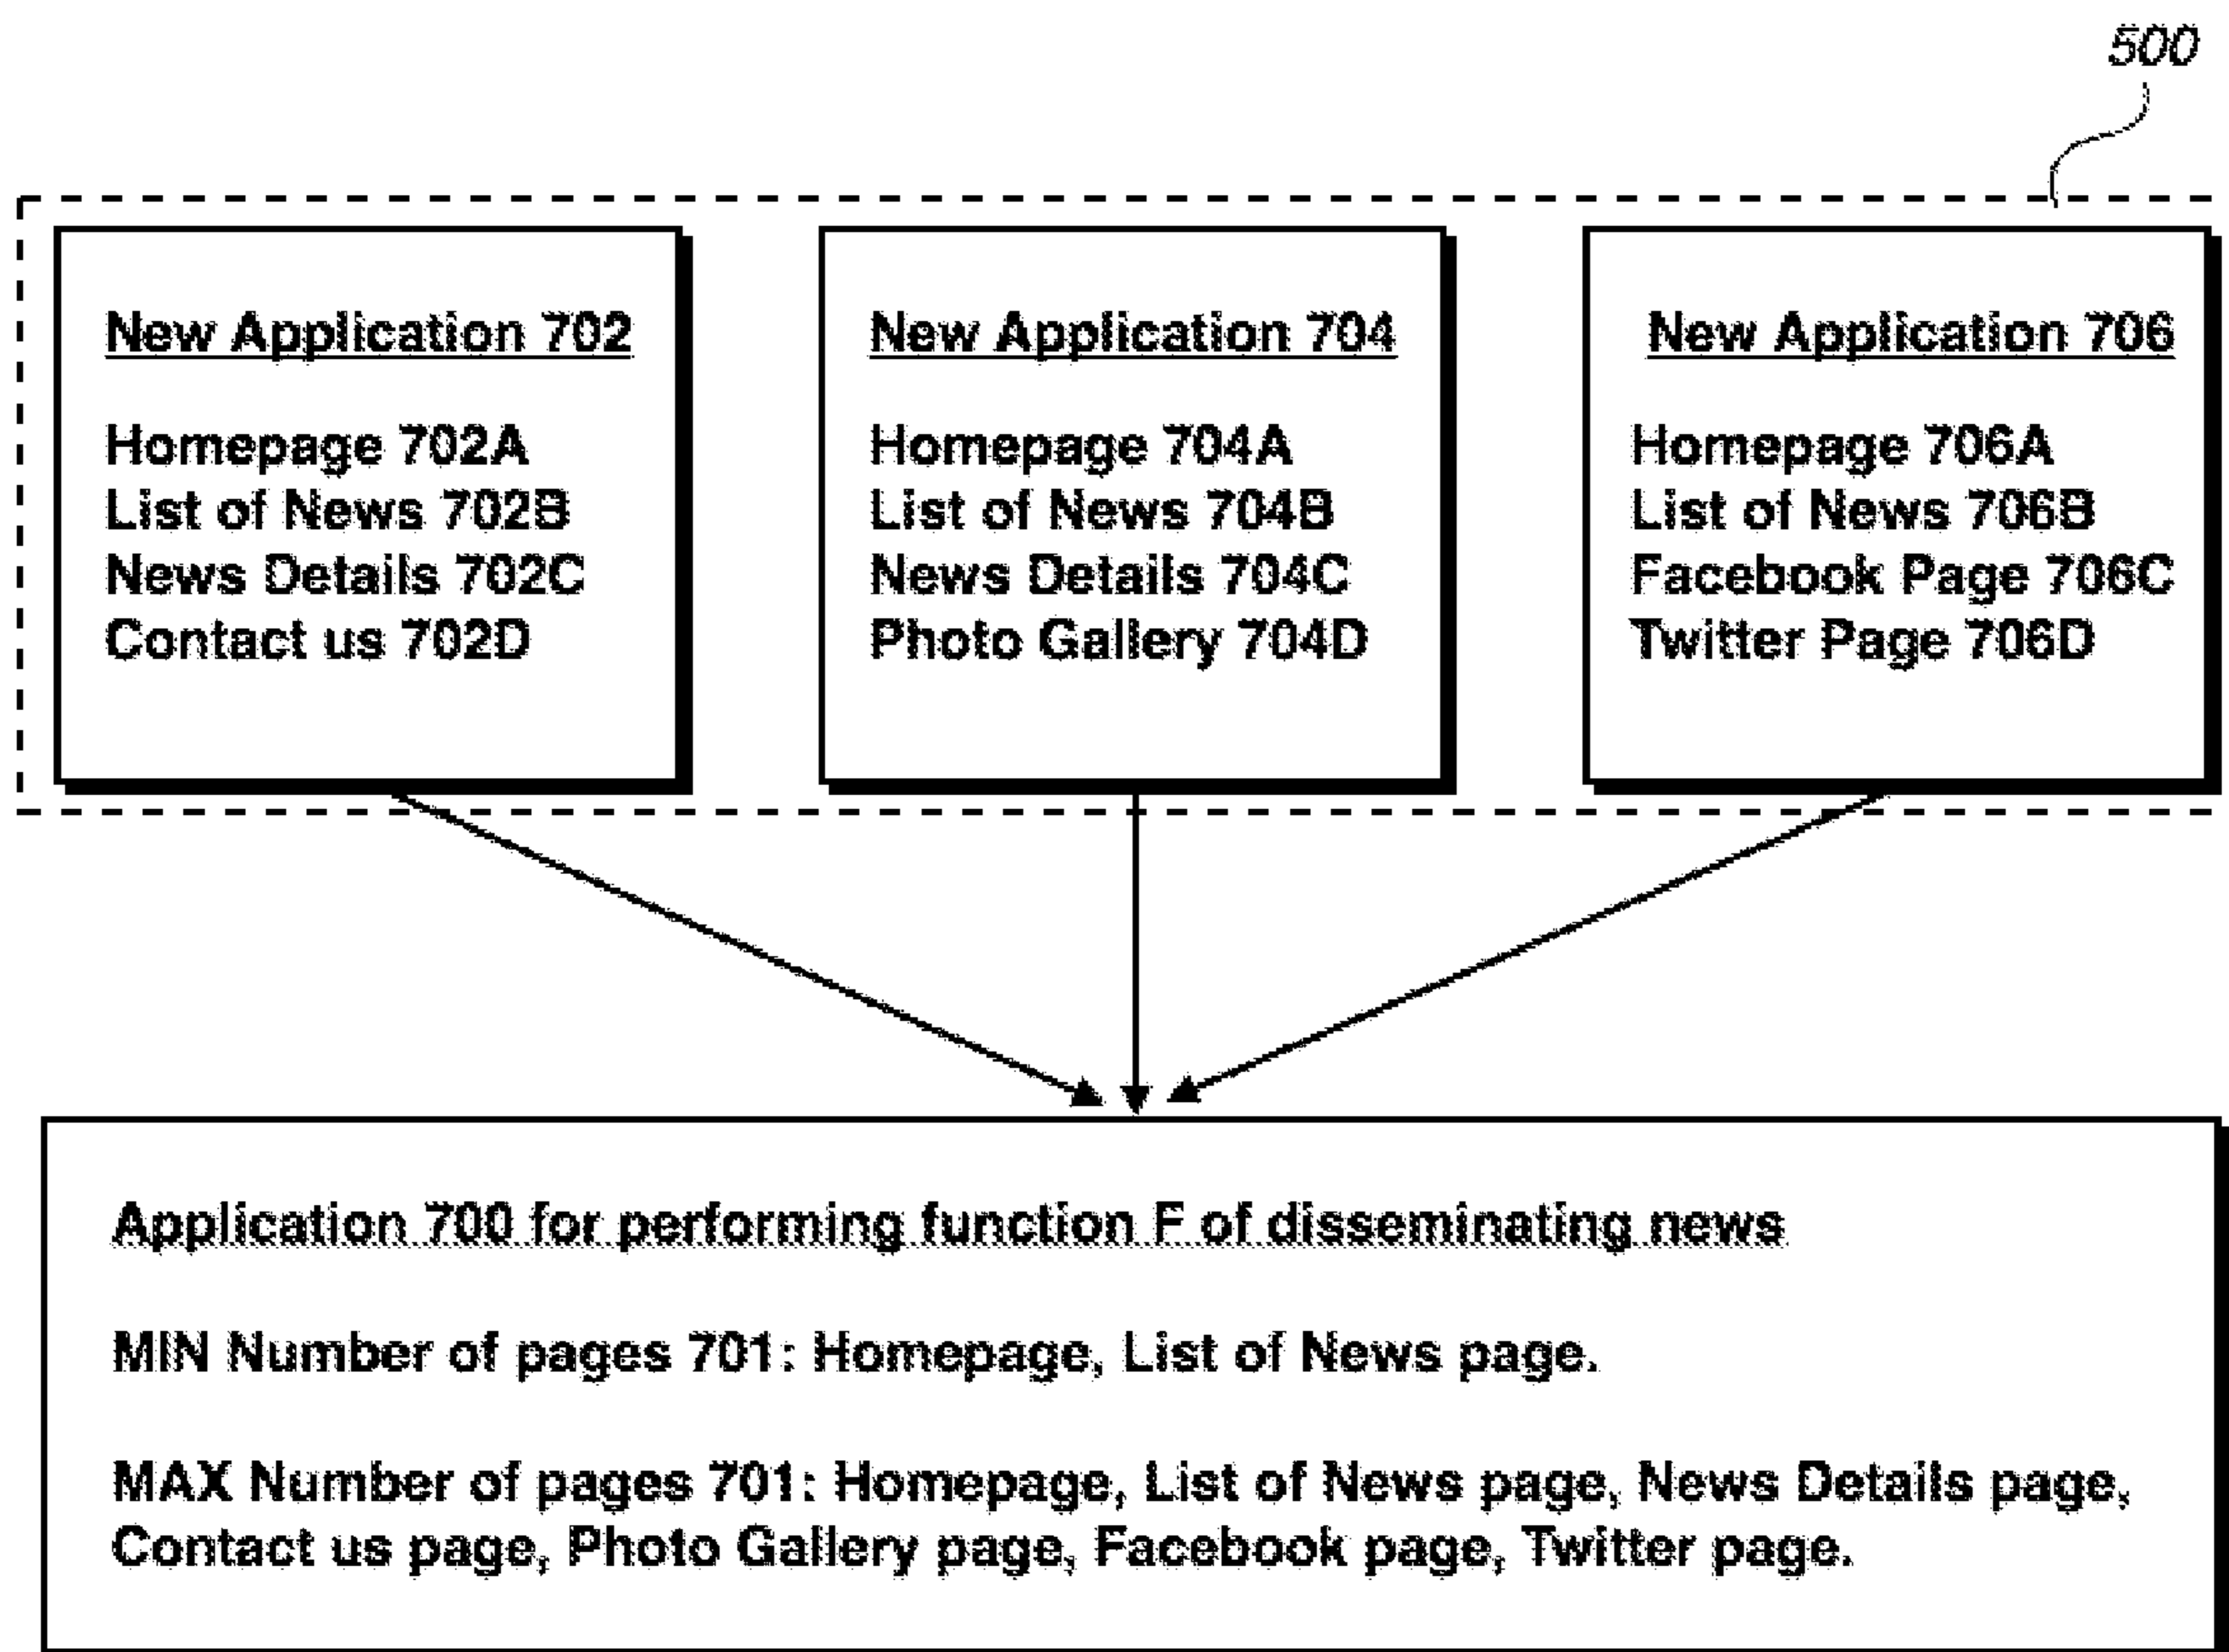 500
New Application 702
Homepage 702A
List of News 702B
News Details 702C
Contact us 702D
New Application 704
Homepage 704A
List of News 704B
News Details 704C
Photo Gallery 704D
New Application 706
Homepage 706A
List of News 706B
Facebook Page 706C
Twitter Page 706D
Application 700 for performing function F of disseminating news
MIN Number of pages 701: Homepage, List of News page.
MAX Number of pages 701: Homepage, List of News page, News Details page,
Contact us page, Photo Gallery page, Facebook page, Twitter page.